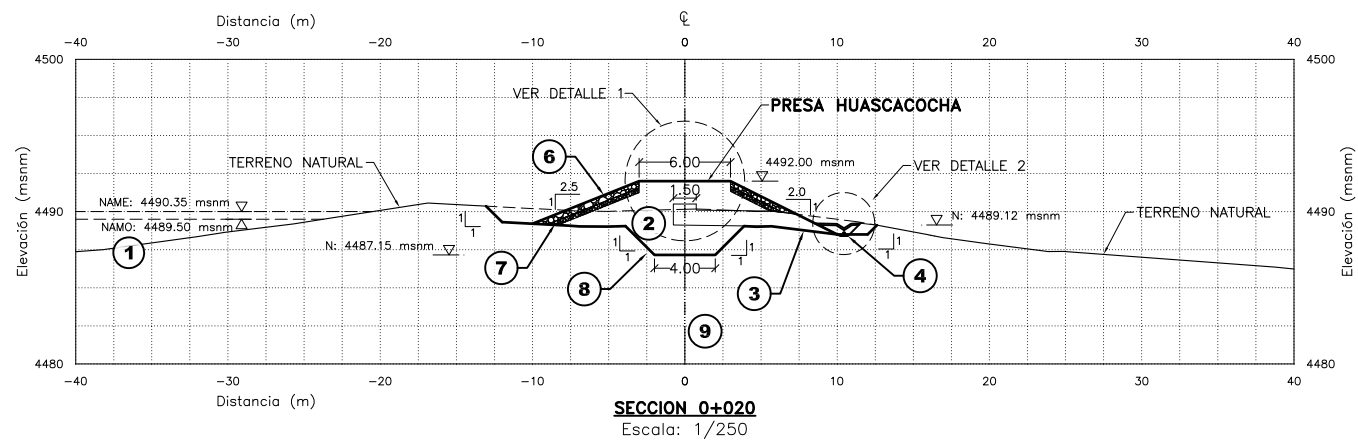 Distancia (m)
℄
-40 -30 -20 -10 0 10 20 30 40
4500 4500
VER DETALLE 1
PRESA HUASCACOCHA
6
6.00
4492.00 msnm
VER DETALLE 2
TERRENO NATURAL
2.5
1
1.50
2.0
1
NAME: 4490.35 msnm
4490 4490
NAMO: 4489.50 msnm
1
1
2
N: 4489.12 msnm
TERRENO NATURAL
Elevación (msnm)
Elevación (msnm)
1
N: 4487.15 msnm
1
1
1
1
1
1
7
8
4.00
3
4
9
4480 4480
-40 -30 -20 -10 0 10 20 30 40
Distancia (m)
SECCION 0+020
Escala: 1/250